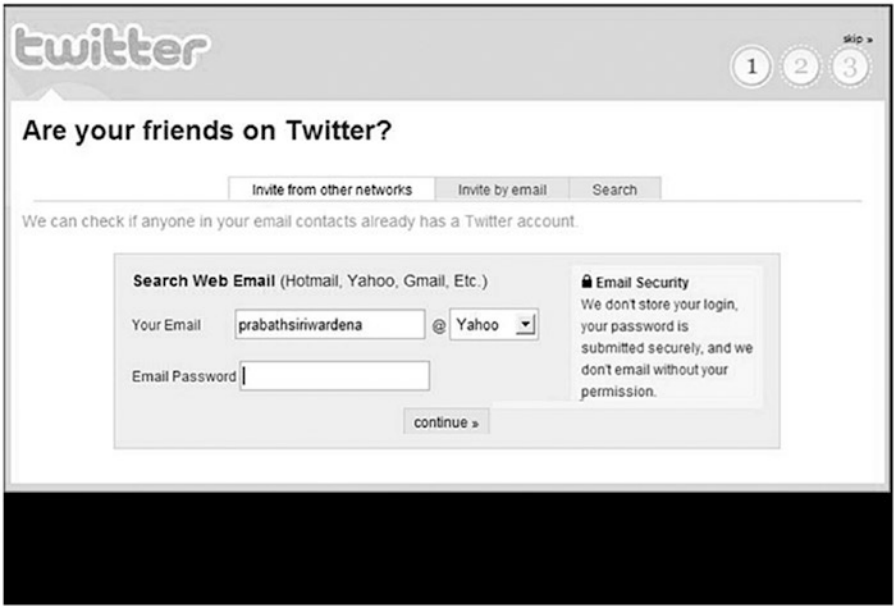 twitter
skip »
1 2 3
Are your friends on Twitter?
Invite from other networks Invite by email Search
We can check if anyone in your email contacts already has a Twitter account.
Search Web Email (Hotmail, Yahoo, Gmail, Etc.)
Your Email prabathsiriwardena @ Yahoo
Email Password
continue »
Email Security
We don't store your login,
your password is
submitted securely, and we
don't email without your
permission.